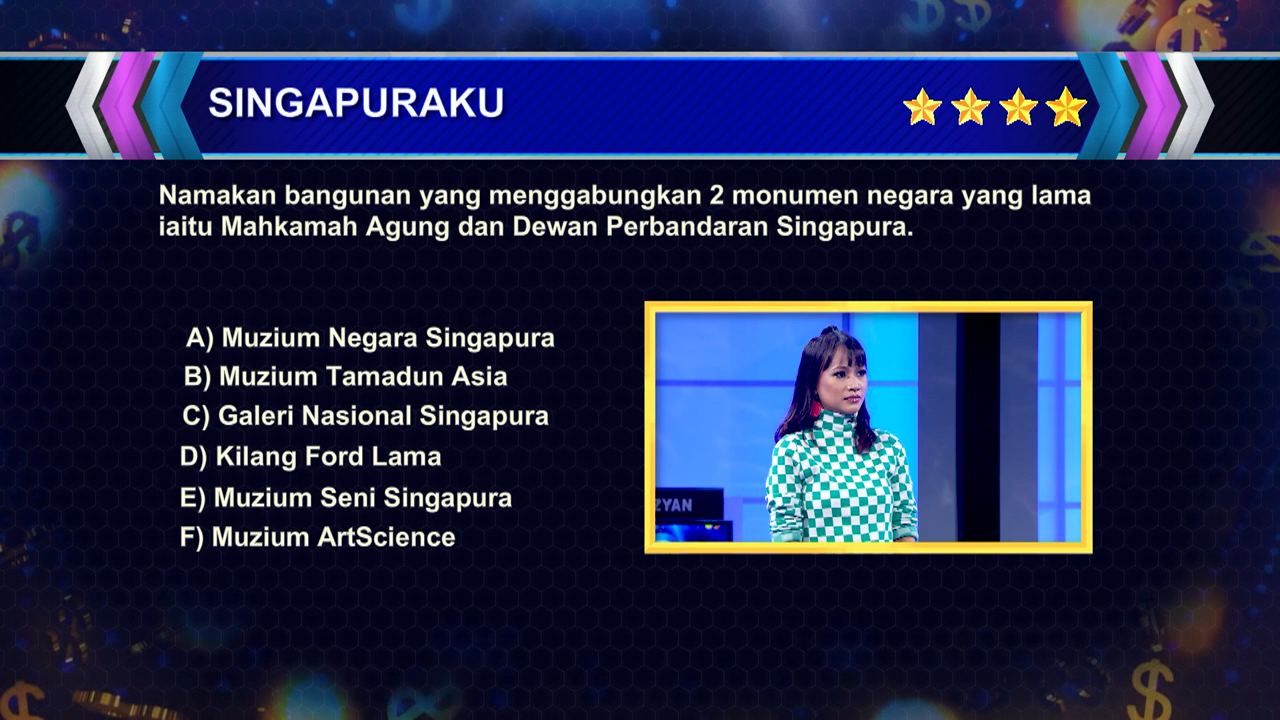 SINGAPURAKU
Namakan bangunan yang menggabungkan 2 monumen negara yang lama
iaitu Mahkamah Agung dan Dewan Perbandaran Singapura.
A) Muzium Negara Singapura
B) Muzium Tamadun Asia
C) Galeri Nasional Singapura
D) Kilang Ford Lama
E) Muzium Seni Singapura
F) Muzium ArtScience
ZYAN